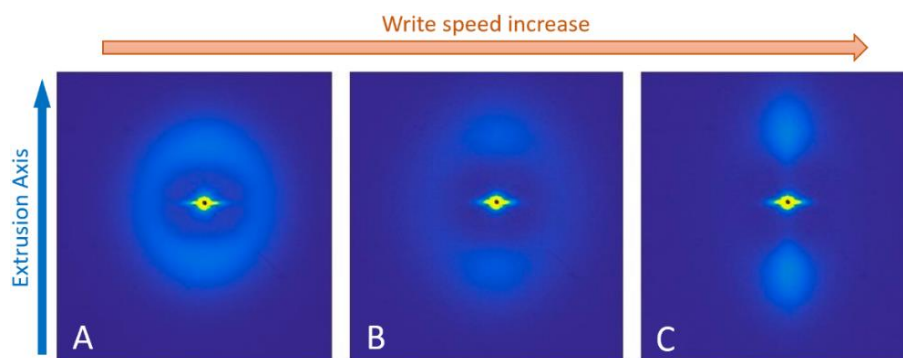 Write speed increase
Extrusion Axis
A
B
C